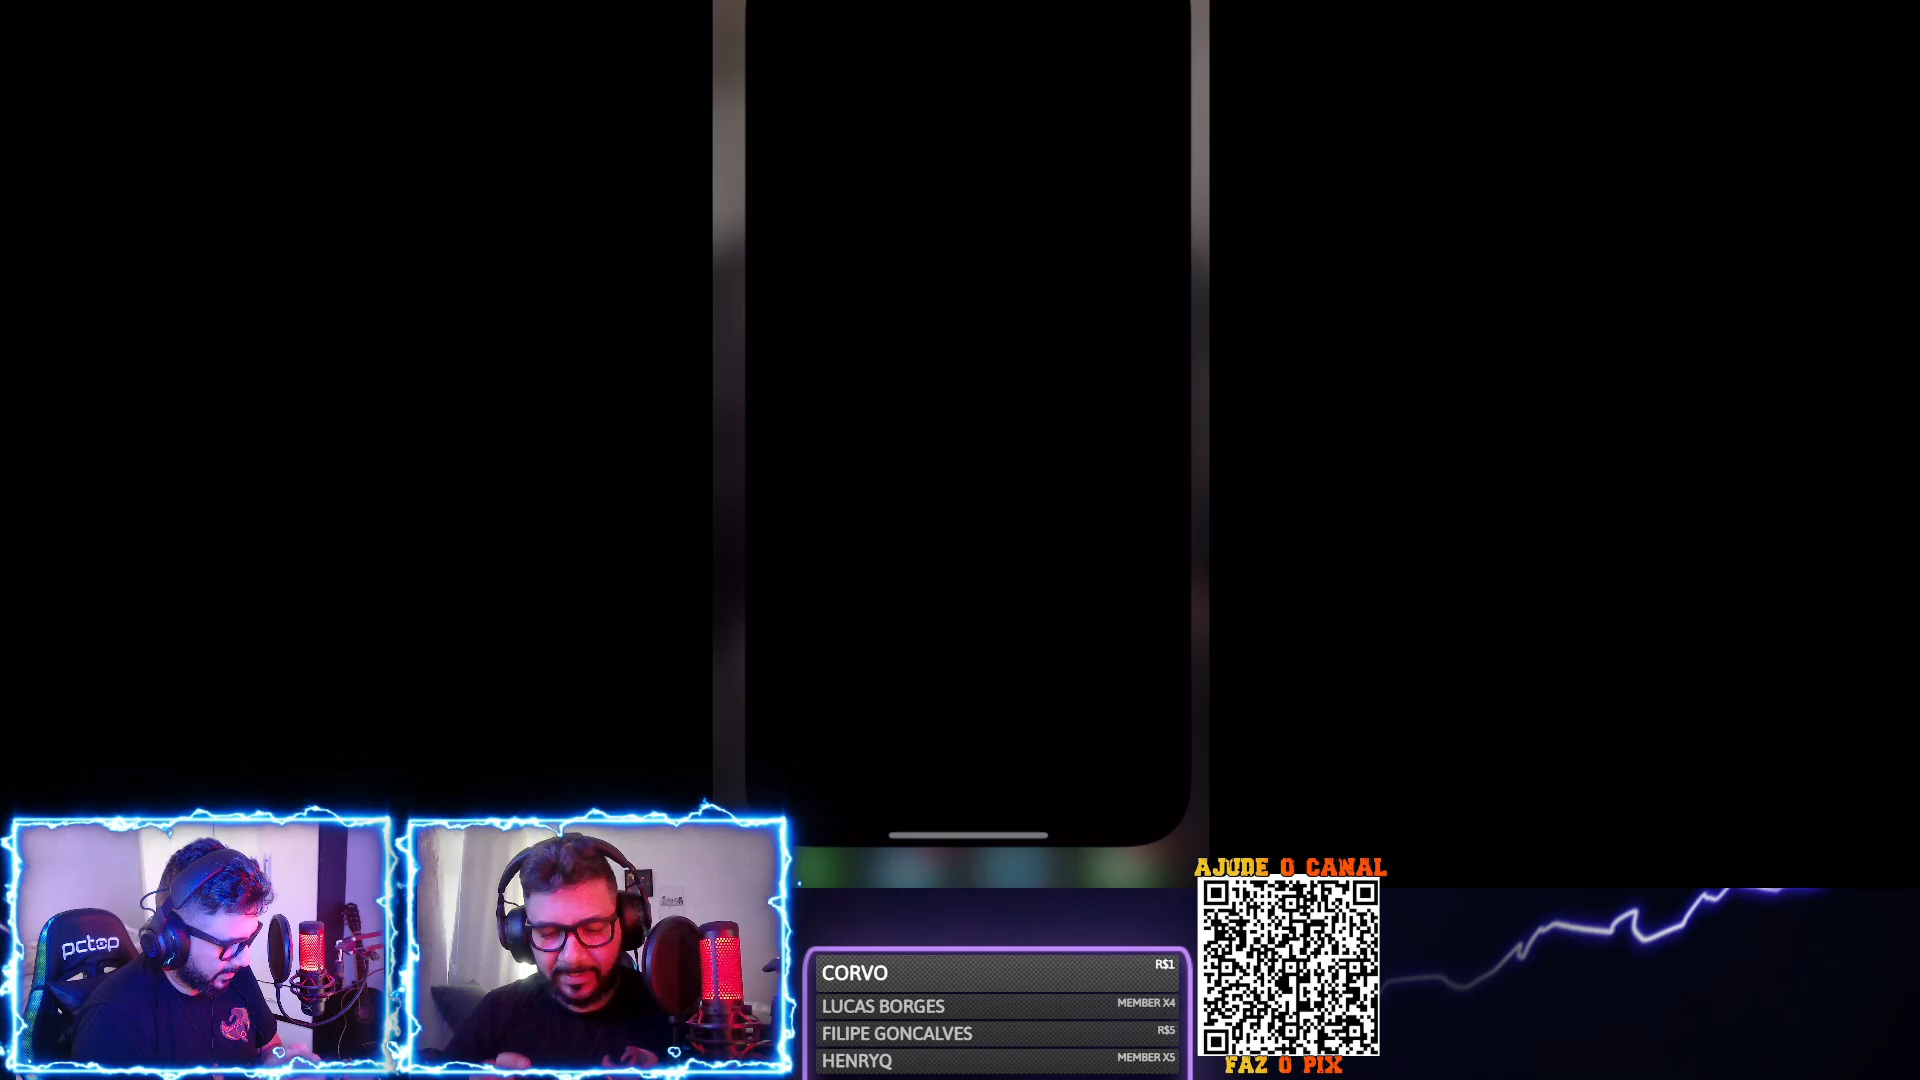 pctop
AJUDE O CANAL
CORVO R$1
LUCAS BORGES MEMBER X4
FILIPE GONCALVES R$5
HENRYQ MEMBER X5
FAZ O PIX